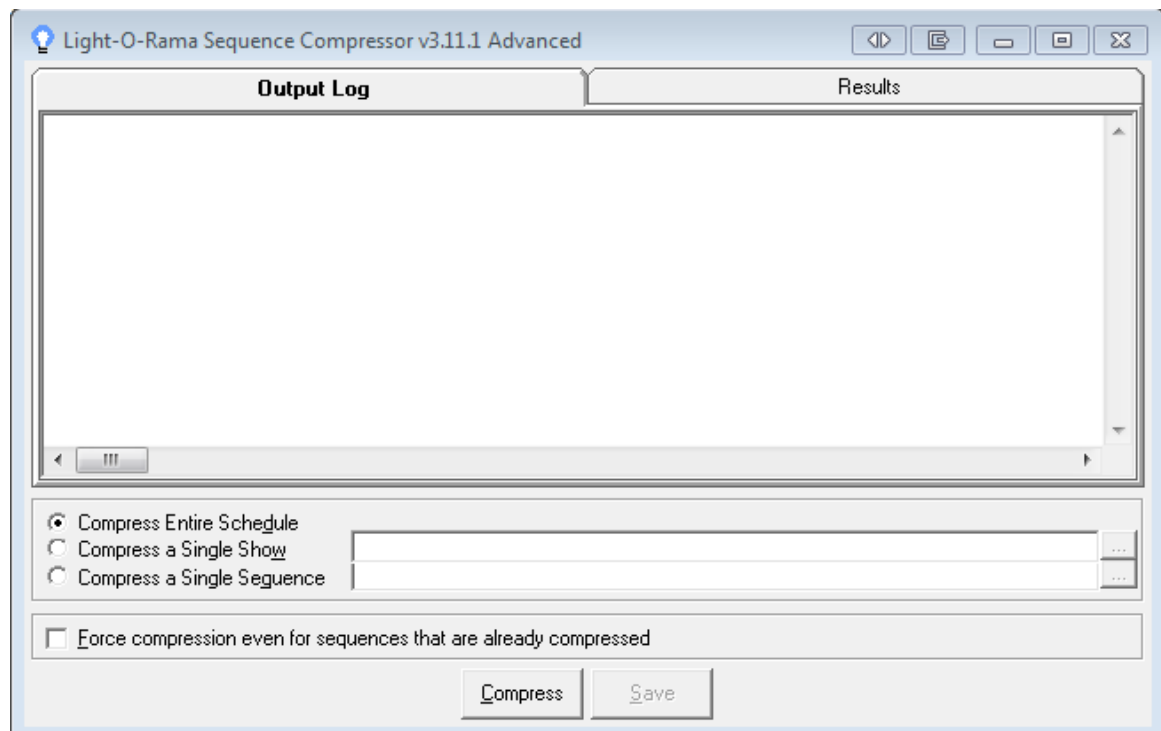 Light-O-Rama Sequence Compressor v3.11.1 Advanced
Output Log
Results
Compress Entire Schedule
Compress a Single Show
...
Compress a Single Sequence
...
Force compression even for sequences that are already compressed
Compress
Save